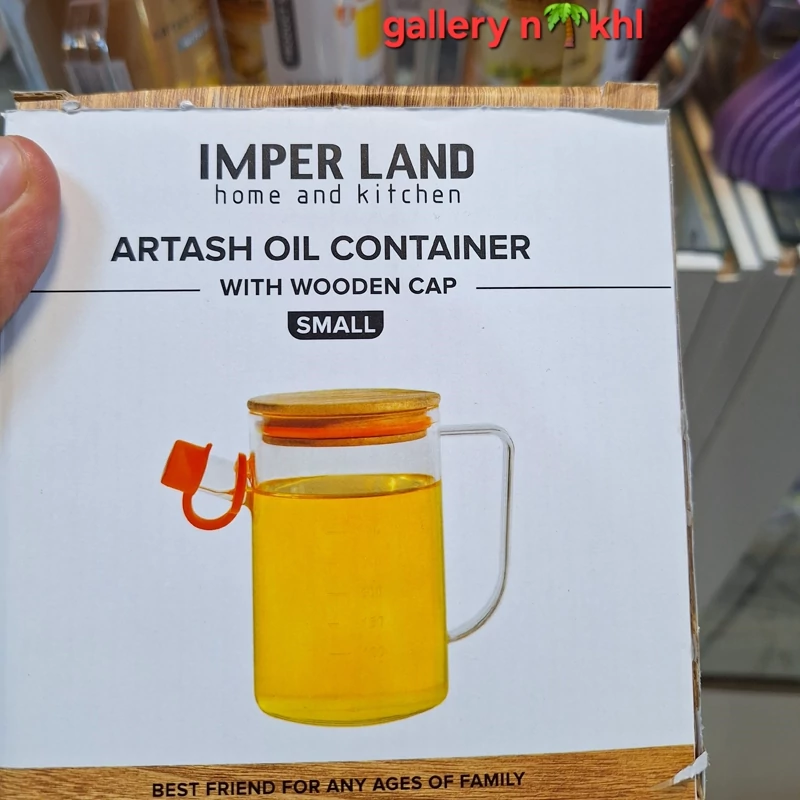 gallery n🌴khl
IMPER LAND
home and kitchen
ARTASH OIL CONTAINER
WITH WOODEN CAP
SMALL
BEST FRIEND FOR ANY AGES OF FAMILY